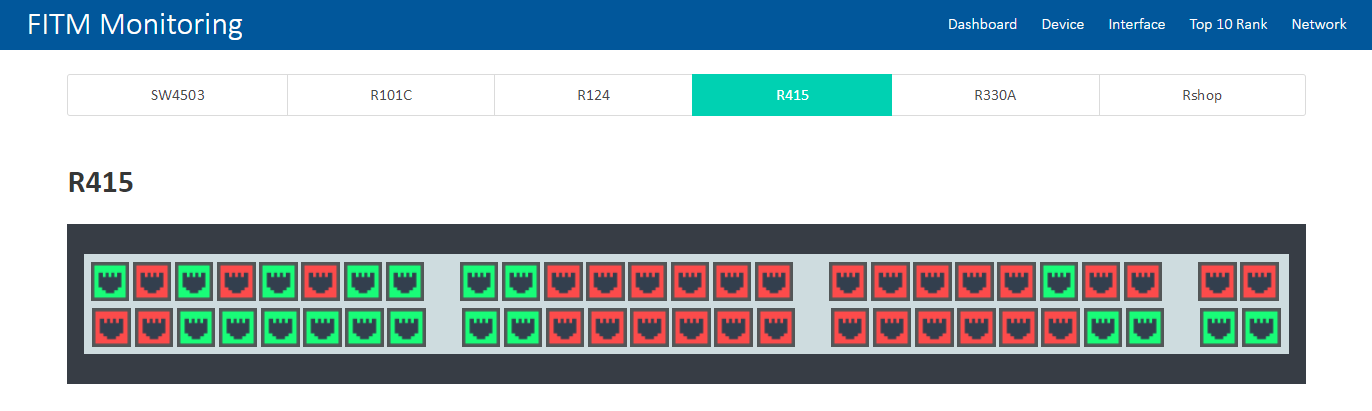 FITM Monitoring
Dashboard Device Interface Top 10 Rank Network
SW4503 R101C R124 R415 R330A Rshop
R415